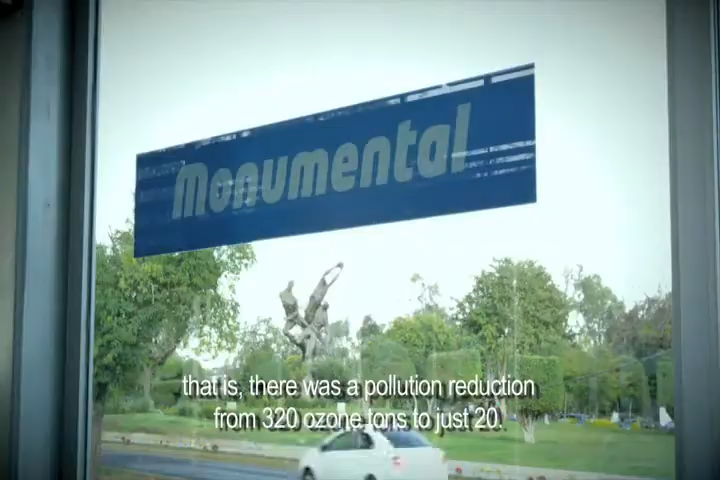 Monumental
that is, there was a pollution reduction
from 320 ozone tons to just 20.